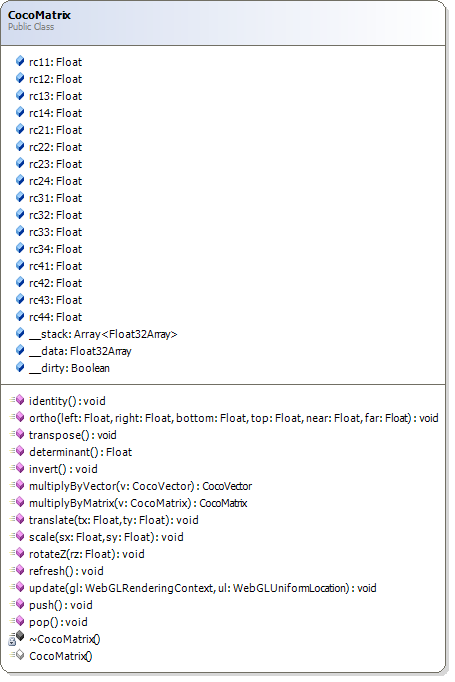 CocoMatrix
Public Class
rc11: Float
rc12: Float
rc13: Float
rc14: Float
rc21: Float
rc22: Float
rc23: Float
rc24: Float
rc31: Float
rc32: Float
rc33: Float
rc34: Float
rc41: Float
rc42: Float
rc43: Float
rc44: Float
__stack: Array<Float32Array>
__data: Float32Array
__dirty: Boolean
identity() : void
ortho(left: Float, right: Float, bottom: Float, top: Float, near: Float, far: Float) : void
transpose() : void
determinant() : Float
invert() : void
multiplyByVector(v: CocoVector) : CocoVector
multiplyByMatrix(v: CocoMatrix) : CocoMatrix
translate(tx: Float,ty: Float) : void
scale(sx: Float,sy: Float) : void
rotateZ(rz: Float) : void
refresh() : void
update(gl: WebGLRenderingContext, ul: WebGLUniformLocation) : void
push() : void
pop() : void
~CocoMatrix()
CocoMatrix()